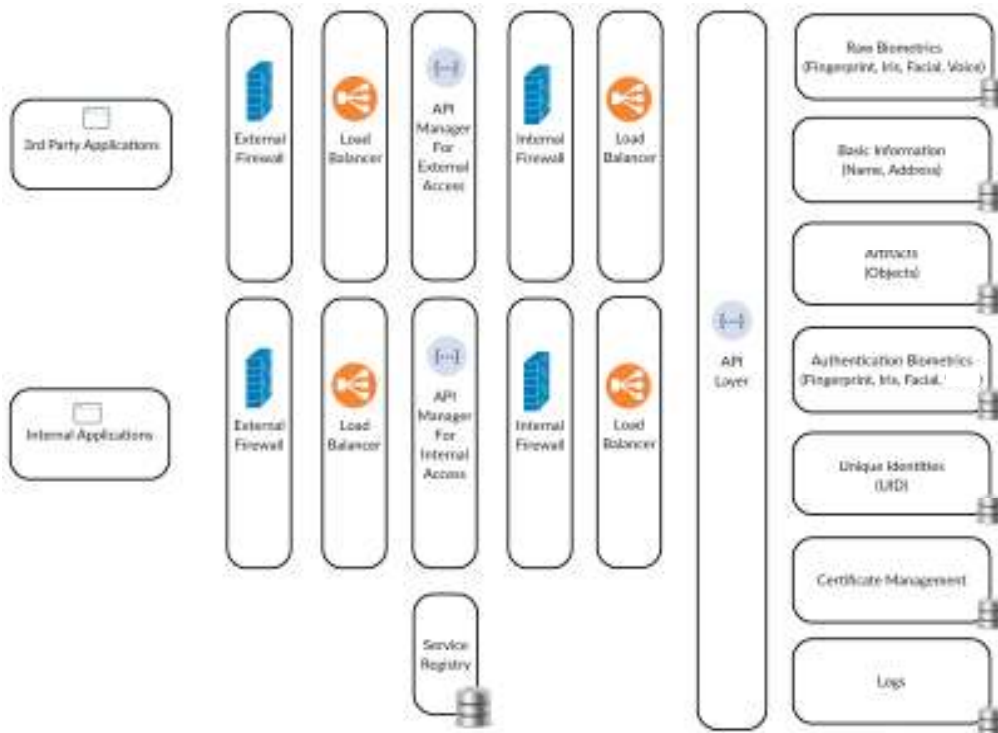 3rd Party Applications
External
Firewall
Load
Balancer
[...]
API
Manager
For
External
Access
Internal
Firewall
Load
Balancer
Internal Applications
External
Firewall
Load
Balancer
[...]
API
Manager
For
Internal
Access
Internal
Firewall
Load
Balancer
Service
Registry
[...]
API
Layer
Raw Biometrics
(Fingerprint, Iris, Facial, Voice)
Basic Information
(Name, Address)
Artifacts
(Objects)
Authentication Biometrics
(Fingerprint, Iris, Facial, )
Unique Identities
(UID)
Certificate Management
Logs